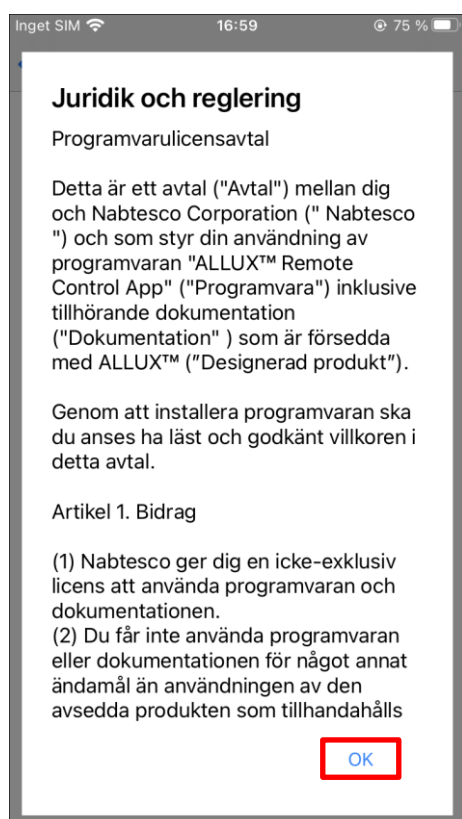 Inget SIM 16:59 75 %
Juridik och reglering
Programvarulicensavtal
Detta är ett avtal ("Avtal") mellan dig
och Nabtesco Corporation (" Nabtesco
") och som styr din användning av
programvaran "ALLUX™ Remote
Control App" ("Programvara") inklusive
tillhörande dokumentation
("Dokumentation" ) som är försedda
med ALLUX™ (”Designerad produkt”).
Genom att installera programvaran ska
du anses ha läst och godkänt villkoren i
detta avtal.
Artikel 1. Bidrag
(1) Nabtesco ger dig en icke-exklusiv
licens att använda programvaran och
dokumentationen.
(2) Du får inte använda programvaran
eller dokumentationen för något annat
ändamål än användningen av den
avsedda produkten som tillhandahålls
OK